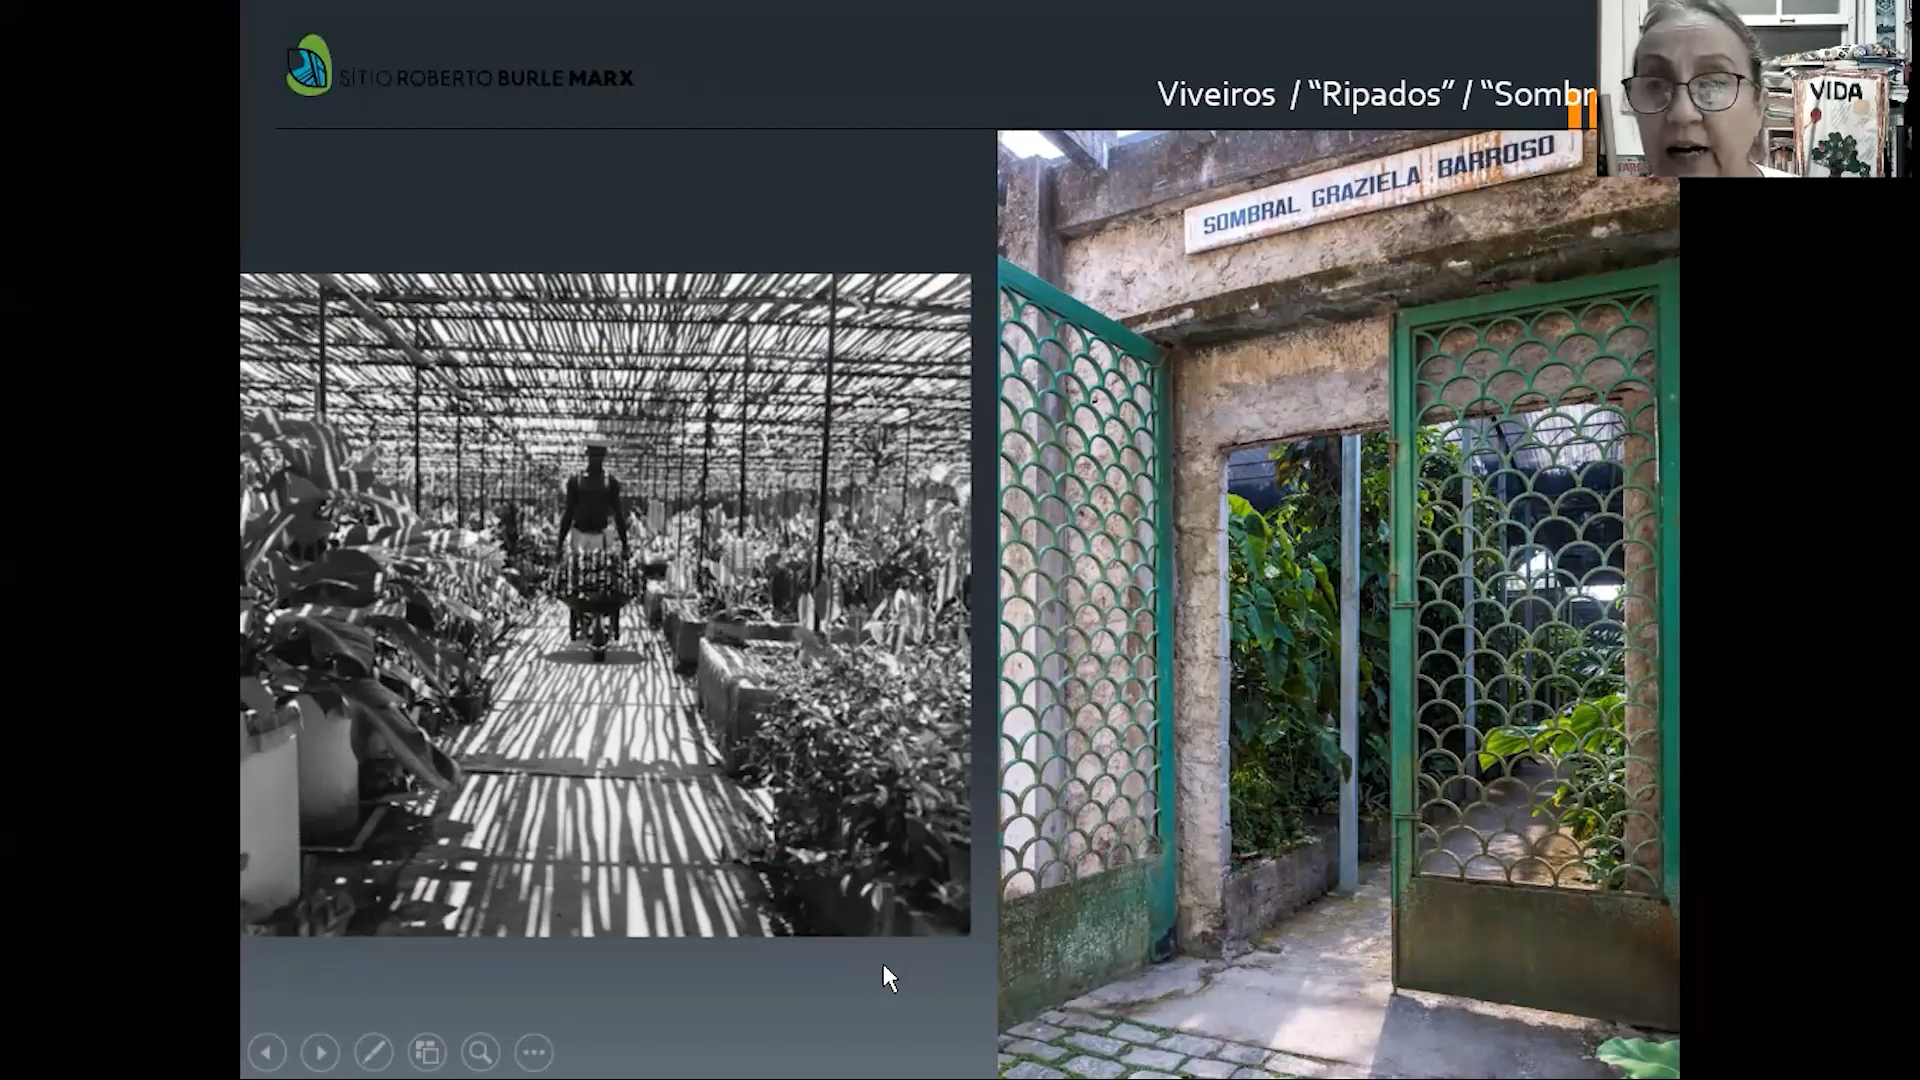 SÍTIO ROBERTO BURLE MARX
Viveiros / “Ripados” / “Sombr
VIDA
SOMBRAL GRAZIELA BARROSO